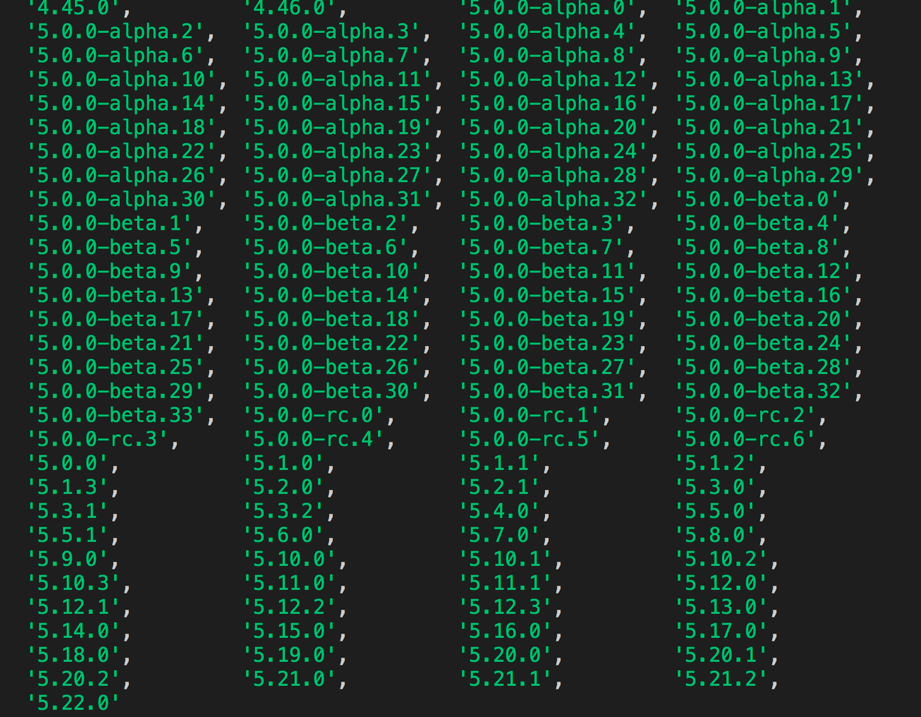 '4.45.0', '4.46.0', '5.0.0-alpha.0', '5.0.0-alpha.1',
'5.0.0-alpha.2', '5.0.0-alpha.3', '5.0.0-alpha.4', '5.0.0-alpha.5',
'5.0.0-alpha.6', '5.0.0-alpha.7', '5.0.0-alpha.8', '5.0.0-alpha.9',
'5.0.0-alpha.10', '5.0.0-alpha.11', '5.0.0-alpha.12', '5.0.0-alpha.13',
'5.0.0-alpha.14', '5.0.0-alpha.15', '5.0.0-alpha.16', '5.0.0-alpha.17',
'5.0.0-alpha.18', '5.0.0-alpha.19', '5.0.0-alpha.20', '5.0.0-alpha.21',
'5.0.0-alpha.22', '5.0.0-alpha.23', '5.0.0-alpha.24', '5.0.0-alpha.25',
'5.0.0-alpha.26', '5.0.0-alpha.27', '5.0.0-alpha.28', '5.0.0-alpha.29',
'5.0.0-alpha.30', '5.0.0-alpha.31', '5.0.0-alpha.32', '5.0.0-beta.0',
'5.0.0-beta.1', '5.0.0-beta.2', '5.0.0-beta.3', '5.0.0-beta.4',
'5.0.0-beta.5', '5.0.0-beta.6', '5.0.0-beta.7', '5.0.0-beta.8',
'5.0.0-beta.9', '5.0.0-beta.10', '5.0.0-beta.11', '5.0.0-beta.12',
'5.0.0-beta.13', '5.0.0-beta.14', '5.0.0-beta.15', '5.0.0-beta.16',
'5.0.0-beta.17', '5.0.0-beta.18', '5.0.0-beta.19', '5.0.0-beta.20',
'5.0.0-beta.21', '5.0.0-beta.22', '5.0.0-beta.23', '5.0.0-beta.24',
'5.0.0-beta.25', '5.0.0-beta.26', '5.0.0-beta.27', '5.0.0-beta.28',
'5.0.0-beta.29', '5.0.0-beta.30', '5.0.0-beta.31', '5.0.0-beta.32',
'5.0.0-beta.33', '5.0.0-rc.0', '5.0.0-rc.1', '5.0.0-rc.2',
'5.0.0-rc.3', '5.0.0-rc.4', '5.0.0-rc.5', '5.0.0-rc.6',
'5.0.0', '5.1.0', '5.1.1', '5.1.2',
'5.1.3', '5.2.0', '5.2.1', '5.3.0',
'5.3.1', '5.3.2', '5.4.0', '5.5.0',
'5.5.1', '5.6.0', '5.7.0', '5.8.0',
'5.9.0', '5.10.0', '5.10.1', '5.10.2',
'5.10.3', '5.11.0', '5.11.1', '5.12.0',
'5.12.1', '5.12.2', '5.12.3', '5.13.0',
'5.14.0', '5.15.0', '5.16.0', '5.17.0',
'5.18.0', '5.19.0', '5.20.0', '5.20.1',
'5.20.2', '5.21.0', '5.21.1', '5.21.2',
'5.22.0'